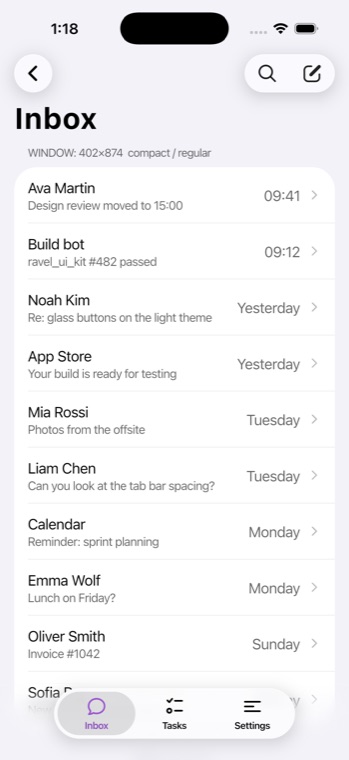 1:18
Inbox
WINDOW: 402×874 compact / regular
Ava Martin
09:41
Design review moved to 15:00
Build bot
09:12
ravel_ui_kit #482 passed
Noah Kim
Yesterday
Re: glass buttons on the light theme
App Store
Yesterday
Your build is ready for testing
Mia Rossi
Tuesday
Photos from the offsite
Liam Chen
Tuesday
Can you look at the tab bar spacing?
Calendar
Monday
Reminder: sprint planning
Emma Wolf
Monday
Lunch on Friday?
Oliver Smith
Sunday
Invoice #1042
Sofia
Inbox
Tasks
Settings